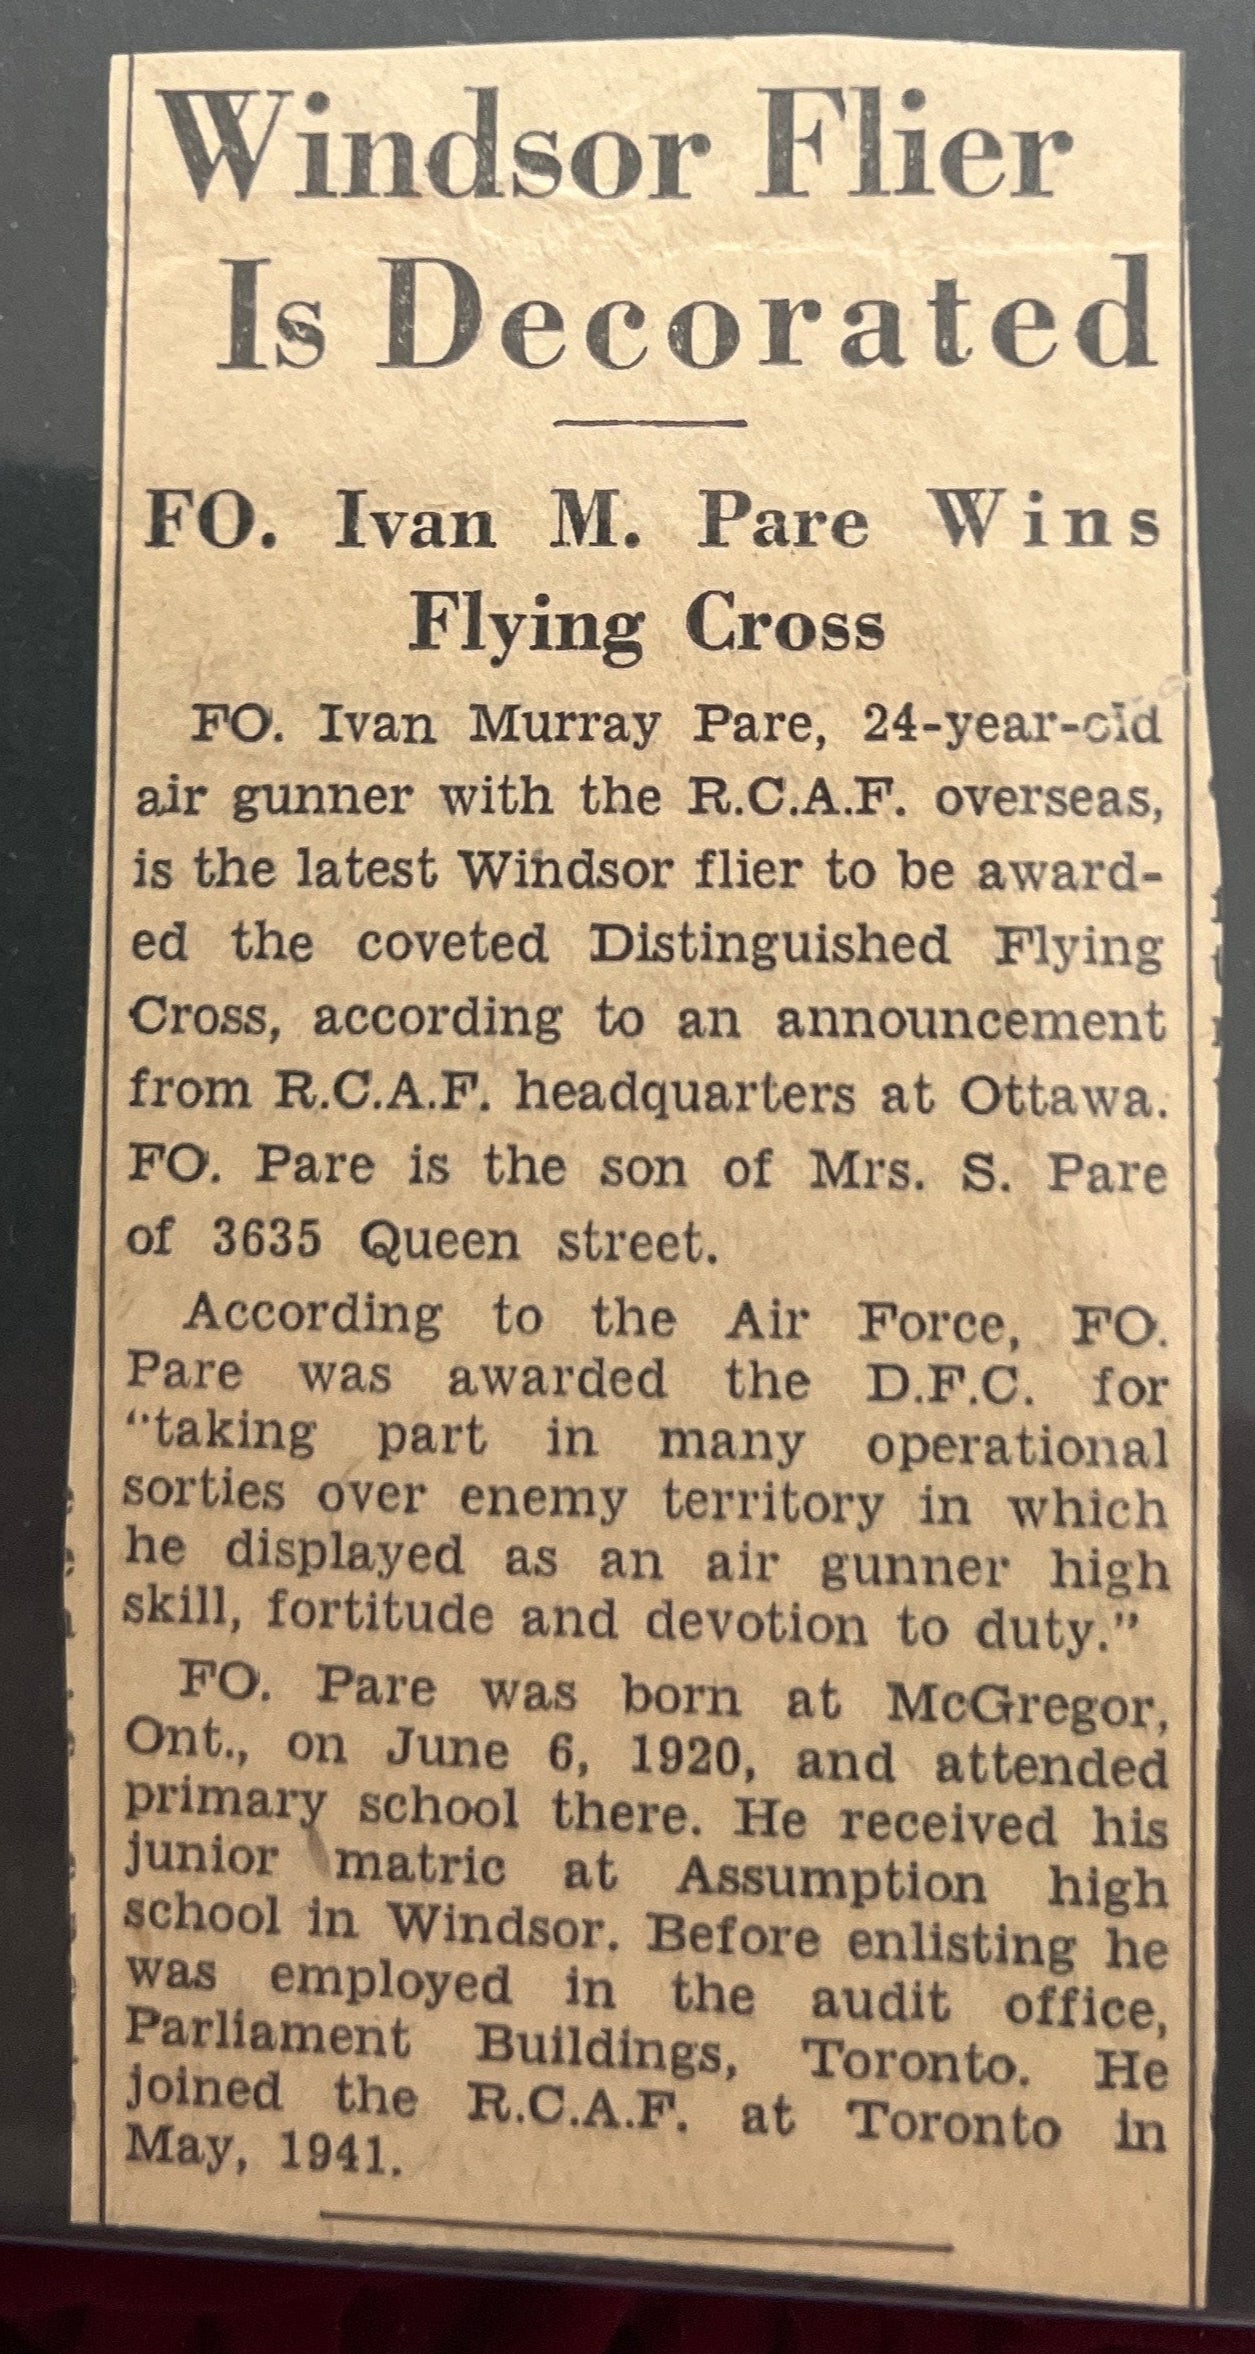 Windsor Flier
Is Decorated
FO. Ivan M. Pare Wins
Flying Cross
FO. Ivan Murray Pare, 24-year-old
air gunner with the R.C.A.F. overseas,
is the latest Windsor flier to be award-
ed the coveted Distinguished Flying
Cross, according to an announcement
from R.C.A.F. headquarters at Ottawa.
FO. Pare is the son of Mrs. S. Pare
of 3635 Queen street.
According to the Air Force, FO.
Pare was awarded the D.F.C. for
"taking part in many operational
sorties over enemy territory in which
he displayed as an air gunner high
skill, fortitude and devotion to duty."
FO. Pare was born at McGregor,
Ont., on June 6, 1920, and attended
primary school there. He received his
junior matric at Assumption high
school in Windsor. Before enlisting he
was employed in the audit office,
Parliament Buildings, Toronto. He
joined the R.C.A.F. at Toronto in
May, 1941.